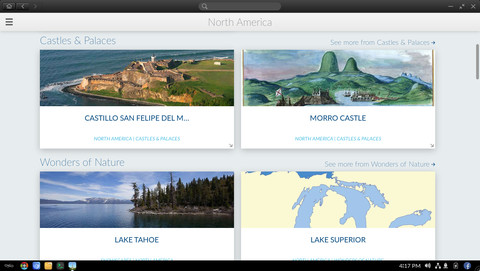 North America
Castles & Palaces
See more from Castles & Palaces
CASTILLO SAN FELIPE DEL M...
MORRO CASTLE
NORTH AMERICA | CASTLES & PALACES
NORTH AMERICA | CASTLES & PALACES
Wonders of Nature
See more from Wonders of Nature
LAKE TAHOE
LAKE SUPERIOR
4:17 PM